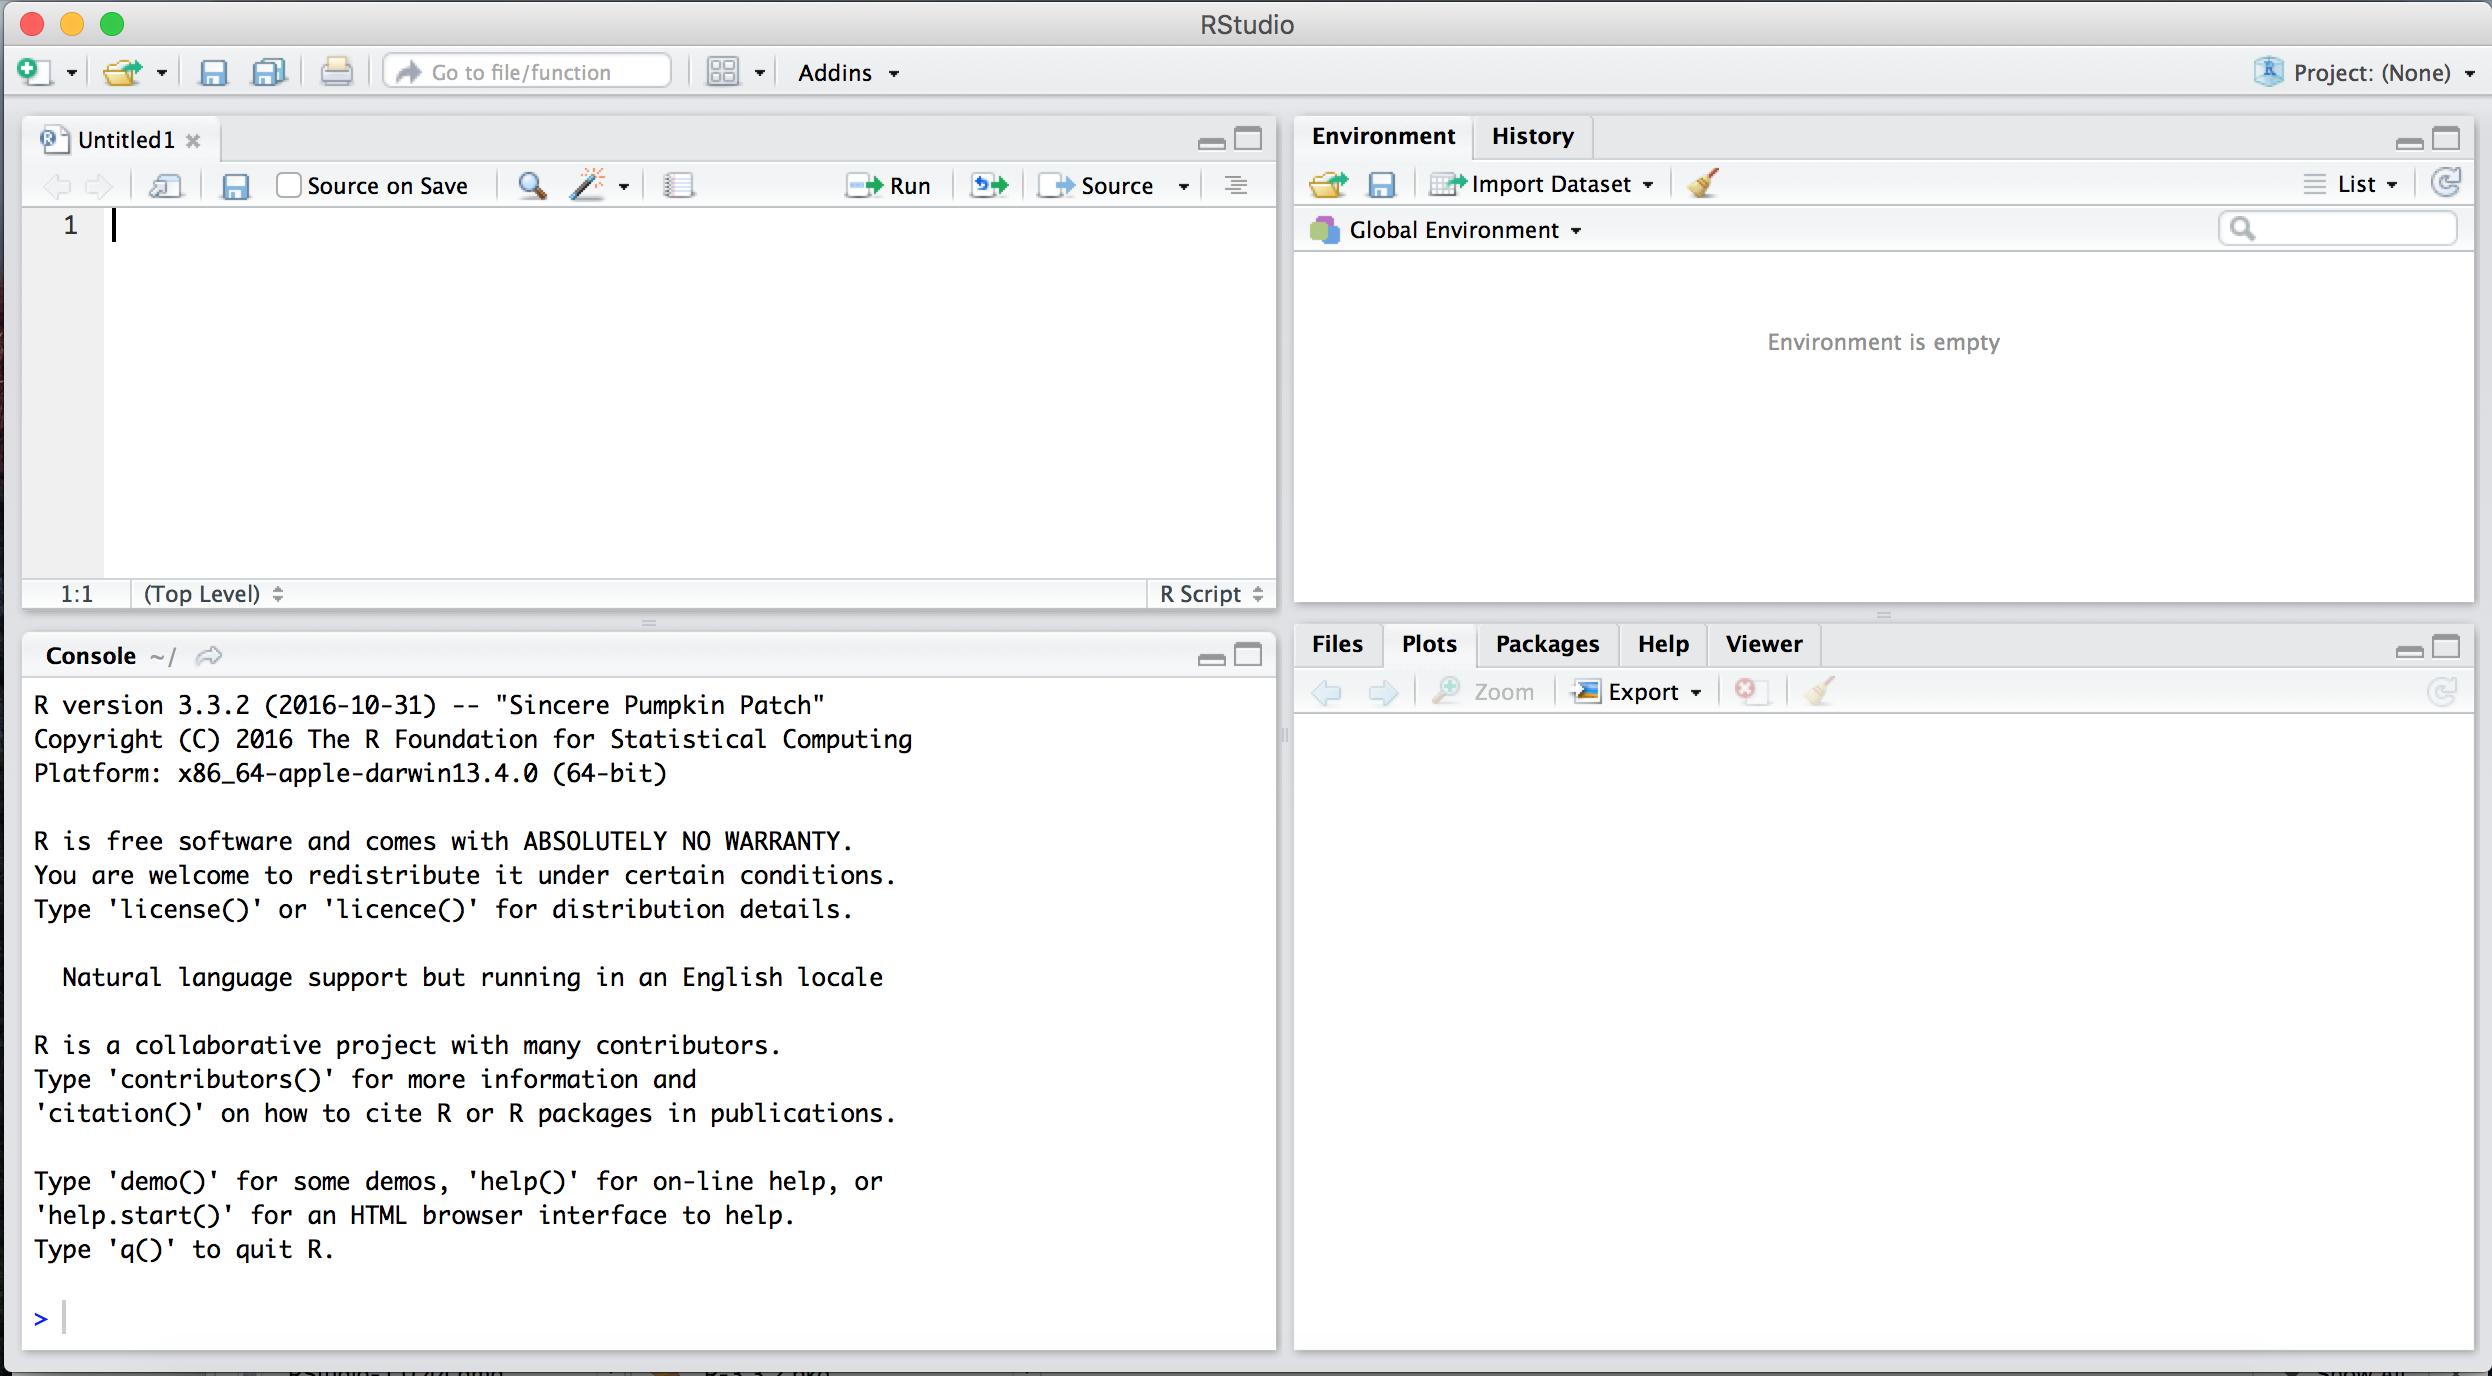 RStudio
Go to file/function
Addins
Project: (None)
Untitled1
Source on Save
Run
Source
1
1:1
(Top Level)
R Script
Environment
History
Import Dataset
List
Global Environment
Environment is empty
Console ~/
R version 3.3.2 (2016-10-31) -- "Sincere Pumpkin Patch"
Copyright (C) 2016 The R Foundation for Statistical Computing
Platform: x86_64-apple-darwin13.4.0 (64-bit)
R is free software and comes with ABSOLUTELY NO WARRANTY.
You are welcome to redistribute it under certain conditions.
Type 'license()' or 'licence()' for distribution details.
Natural language support but running in an English locale
R is a collaborative project with many contributors.
Type 'contributors()' for more information and
'citation()' on how to cite R or R packages in publications.
Type 'demo()' for some demos, 'help()' for on-line help, or
'help.start()' for an HTML browser interface to help.
Type 'q()' to quit R.
>
Files
Plots
Packages
Help
Viewer
Zoom
Export